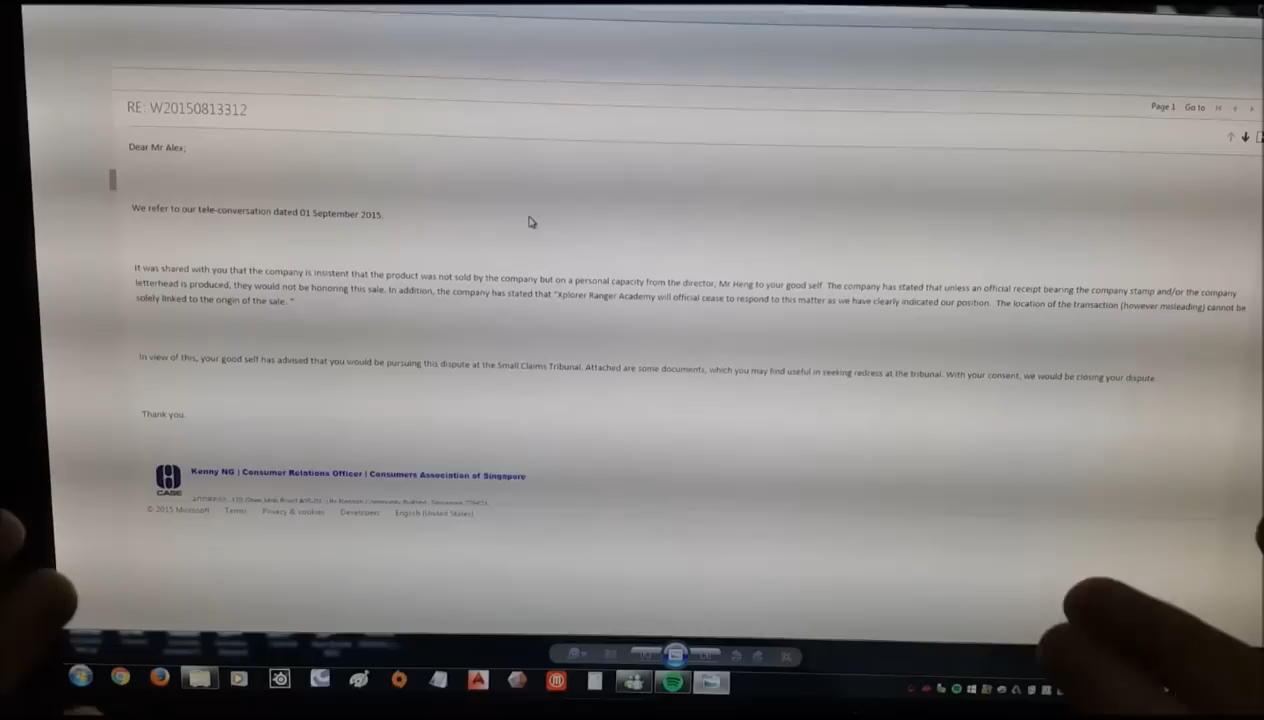 RE: W20150813312
Page 1 Go to
Dear Mr Alex;
We refer to our tele-conversation dated 01 September 2015.
It was shared with you that the company is insistent that the product was not sold by the company but on a personal capacity from the director, Mr Heng to your good self. The company has stated that unless an official receipt bearing the company stamp and/or the company
letterhead is produced, they would not be honoring this sale. In addition, the company has stated that "Xplorer Ranger Academy will official cease to respond to this matter as we have clearly indicated our position. The location of the transaction (however misleading) cannot be
solely linked to the origin of the sale. "
In view of this, your good self has advised that you would be pursuing this dispute at the Small Claims Tribunal. Attached are some documents, which you may find useful in seeking redress at the tribunal. With your consent, we would be closing your dispute.
Thank you.
Kenny NG | Consumer Relations Officer | Consumers Association of Singapore
CASE
© 2015 Microsoft Terms Privacy & cookies Developers English (United States)